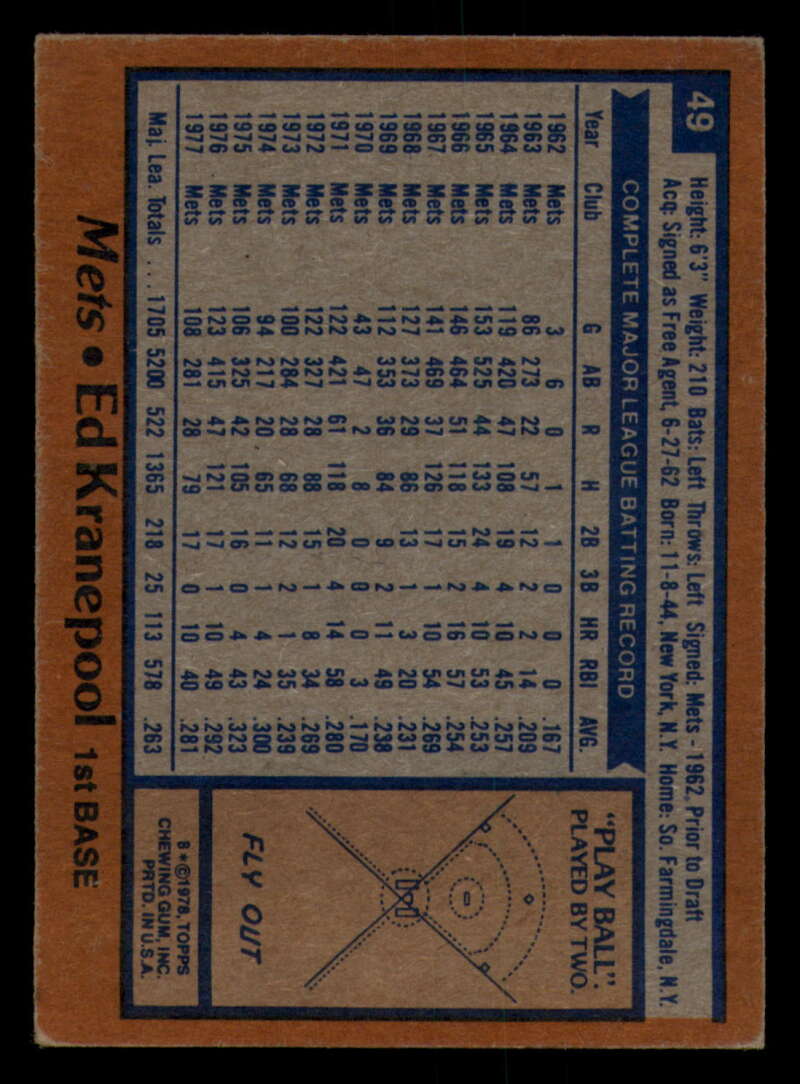 49
Height: 6'3" Weight: 210 Bats: Left Throws: Left Signed: Mets - 1962, Prior to Draft
Acq: Signed as Free Agent, 6-27-62 Born: 11-8-44, New York, N.Y. Home: So. Farmingdale, N.Y.
COMPLETE MAJOR LEAGUE BATTING RECORD
Year Club G AB R H 2B 3B HR RBI AVG.
1962 Mets 3 6 0 1 1 0 0 0 .167
1963 Mets 86 273 22 57 12 2 2 14 .209
1964 Mets 119 420 47 108 19 4 10 45 .257
1965 Mets 153 525 44 133 24 4 10 53 .253
1966 Mets 146 464 51 118 15 2 16 57 .254
1967 Mets 141 469 37 126 17 1 10 54 .269
1968 Mets 127 373 29 86 13 1 3 20 .231
1969 Mets 112 353 36 84 9 2 11 49 .238
1970 Mets 43 47 2 8 0 0 0 3 .170
1971 Mets 122 421 61 118 20 4 14 58 .280
1972 Mets 122 327 28 88 15 1 8 34 .269
1973 Mets 100 284 28 68 12 2 1 35 .239
1974 Mets 94 217 20 65 11 1 4 24 .300
1975 Mets 106 325 42 105 16 0 4 43 .323
1976 Mets 123 415 47 121 17 1 10 49 .292
1977 Mets 108 281 28 79 17 0 10 40 .281
Maj. Lea. Totals ... 1705 5200 522 1365 218 25 113 578 .263
"PLAY BALL".
PLAYED BY TWO.
FLY OUT
8*©1978, TOPPS
CHEWING GUM, INC.
PRTD. IN U.S.A.
Mets • Ed Kranepool 1st BASE